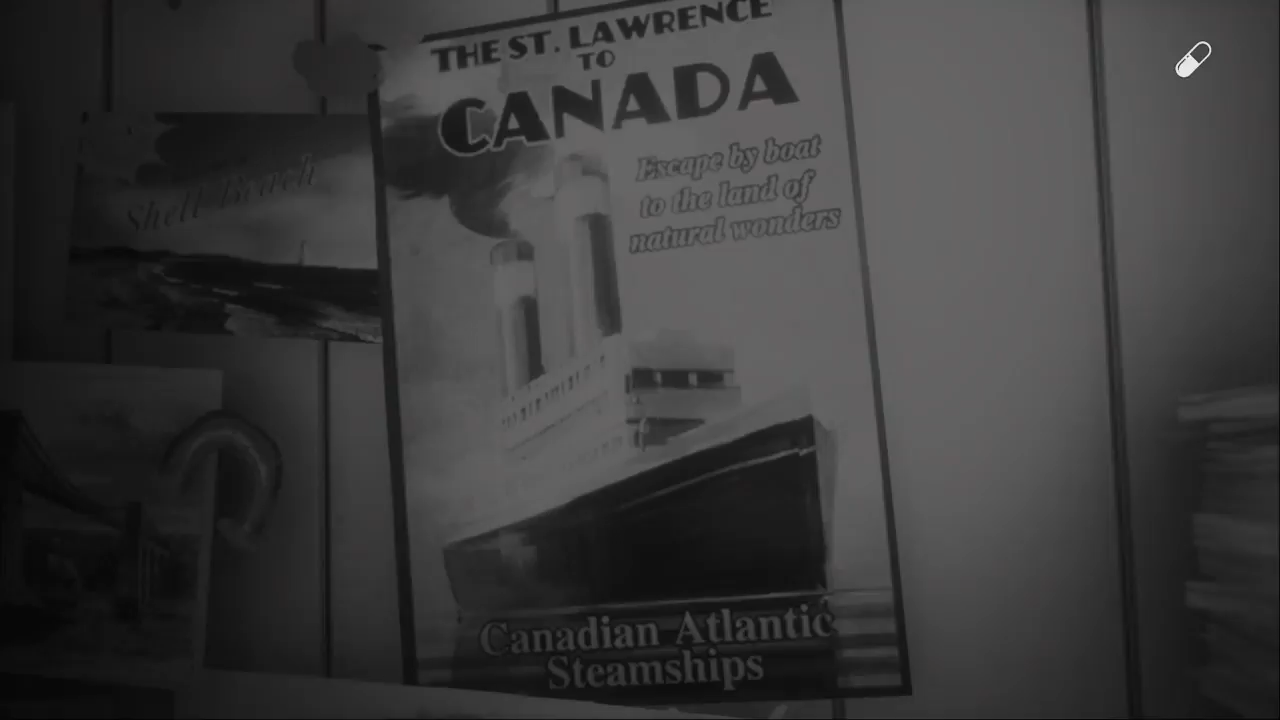 THE ST. LAWRENCE
TO
CANADA
Escape by boat
to the land of
natural wonders
Shell Beach
Canadian Atlantic
Steamships